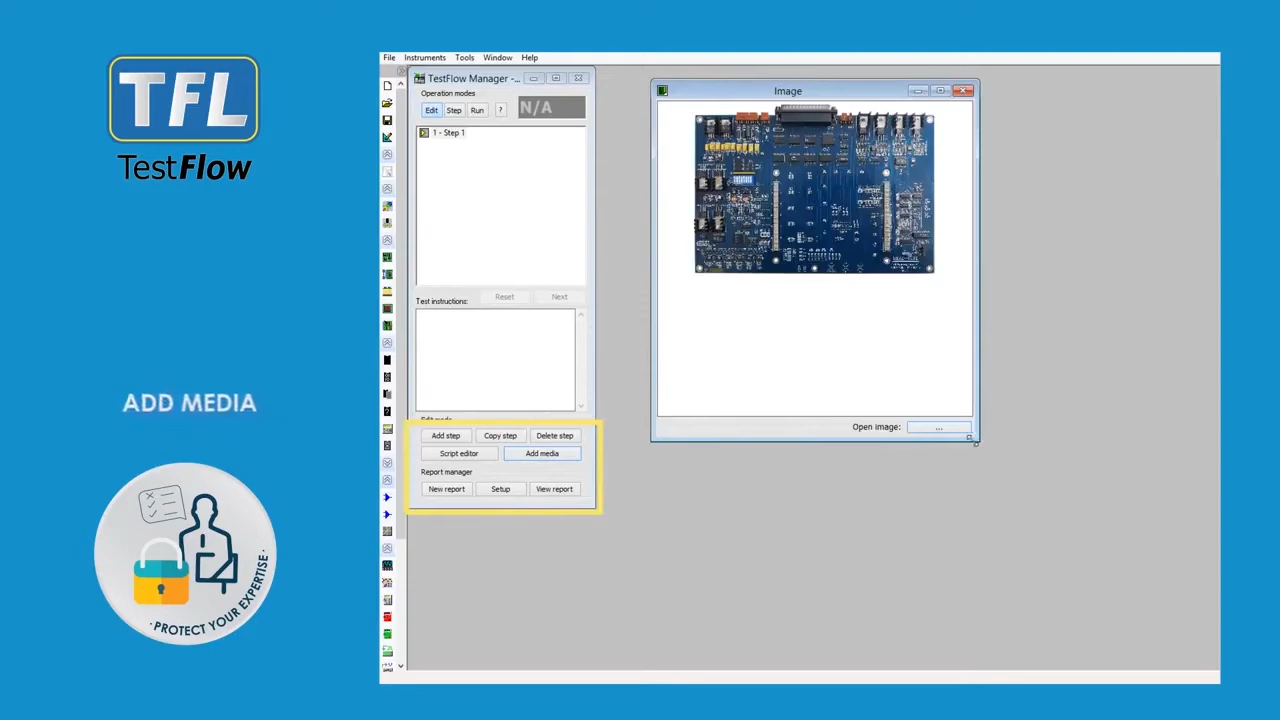 TFL
TestFlow
ADD MEDIA
·PROTECT YOUR EXPERTISE·
File Instruments Tools Window Help
TestFlow Manager -...
Operation modes
Edit Step Run ? N/A
1 - Step 1
Reset Next
Test instructions:
Add step Copy step Delete step
Script editor Add media
Report manager
New report Setup View report
Image
Open image: ...